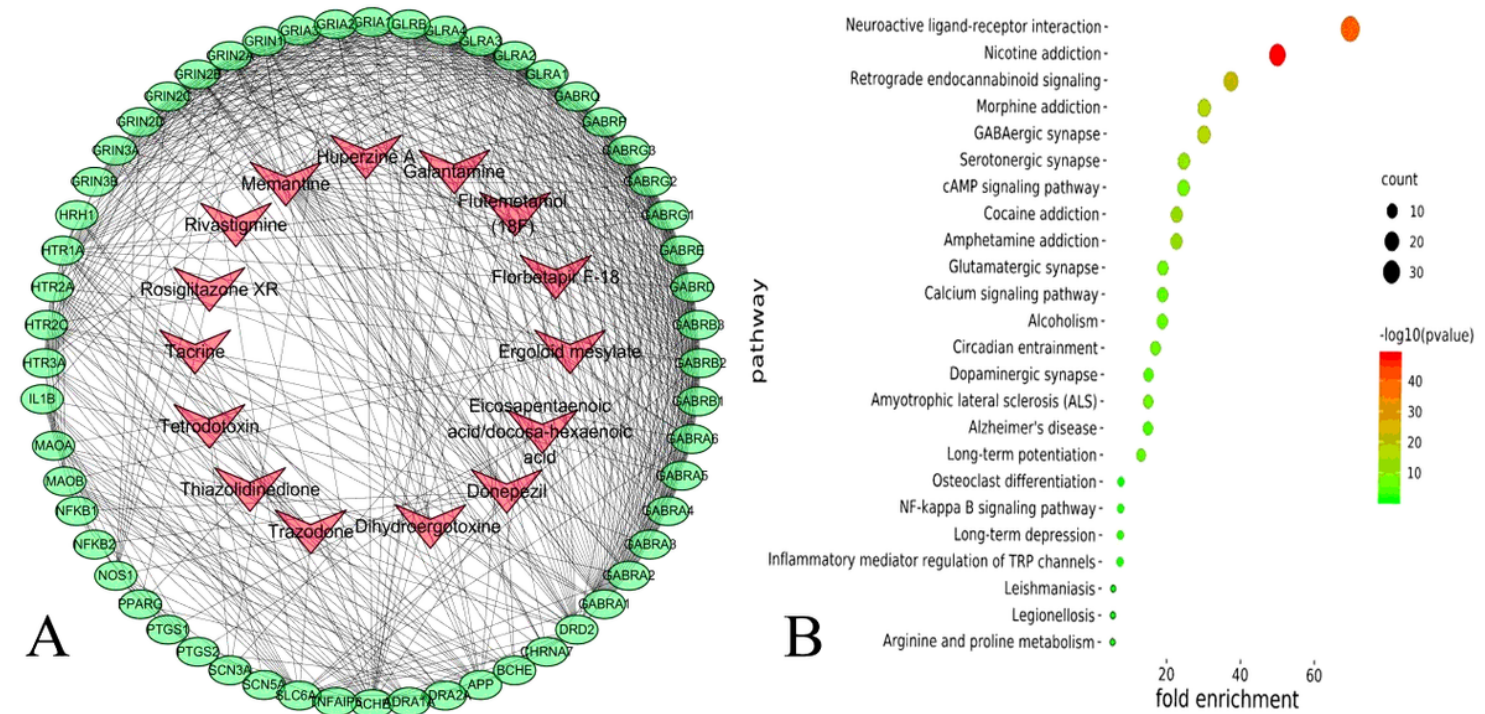 GRIA3
GRIA2
GRIA1
GLRB
GLRA4
GLRA3
GLRA2
GLRA1
GABRQ
GABRP
GABRG3
GABRG2
GABRG1
GABRE
GABRD
GABRB3
GABRB2
GABRB1
GABRA6
GABRA5
GABRA4
GABRA3
GABRA2
GABRA1
DRD2
CHRNA7
BCHE
APP
ACHE
SCN5A
SCN3A
PTGS2
PTGS1
PPARG
NOS1
NFKB2
NFKB1
MAOB
MAOA
IL1B
HTR3A
HTR2C
HTR2A
HTR1A
HRH1
GRIN3B
GRIN3A
GRIN2D
GRIN2C
GRIN2B
GRIN2A
GRIN1
Huperzine A
Galantamine
Flutemetamol
(18F)
Florbetapir F-18
Ergoloid mesylate
Eicosapentaenoic
acid/docosa-hexaenoic
acid
Donepezil
Dihydroergotoxine
Trazodone
Thiazolidinedione
Tetrodotoxin
Tacrine
Rosiglitazone XR
Rivastigmine
Memantine
A
pathway
Neuroactive ligand-receptor interaction
Nicotine addiction
Retrograde endocannabinoid signaling
Morphine addiction
GABAergic synapse
Serotonergic synapse
cAMP signaling pathway
Cocaine addiction
Amphetamine addiction
Glutamatergic synapse
Calcium signaling pathway
Alcoholism
Circadian entrainment
Dopaminergic synapse
Amyotrophic lateral sclerosis (ALS)
Alzheimer's disease
Long-term potentiation
Osteoclast differentiation
NF-kappa B signaling pathway
Long-term depression
Inflammatory mediator regulation of TRP channels
Leishmaniasis
Legionellosis
Arginine and proline metabolism
20 40 60
fold enrichment
count
10
20
30
-log10(pvalue)
40
30
20
10
B